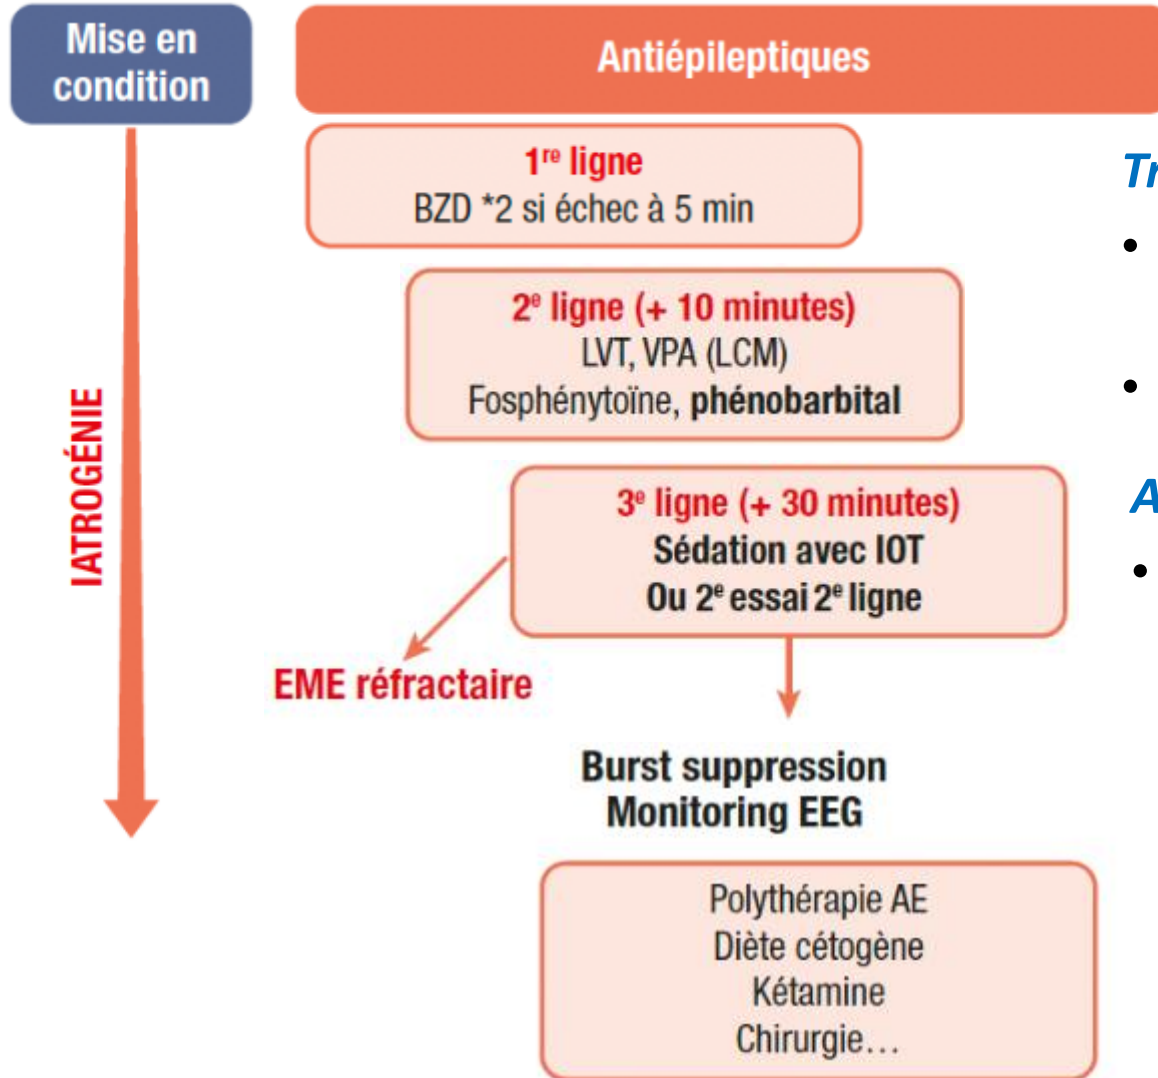 Mise en
condition
Antiépileptiques
1re ligne
BZD *2 si échec à 5 min
2e ligne (+ 10 minutes)
LVT, VPA (LCM)
Fosphénytoïne, phénobarbital
3e ligne (+ 30 minutes)
Sédation avec IOT
Ou 2e essai 2e ligne
IATROGÉNIE
EME réfractaire
Burst suppression
Monitoring EEG
Polythérapie AE
Diète cétogène
Kétamine
Chirurgie…
Tr
•
•
A
•